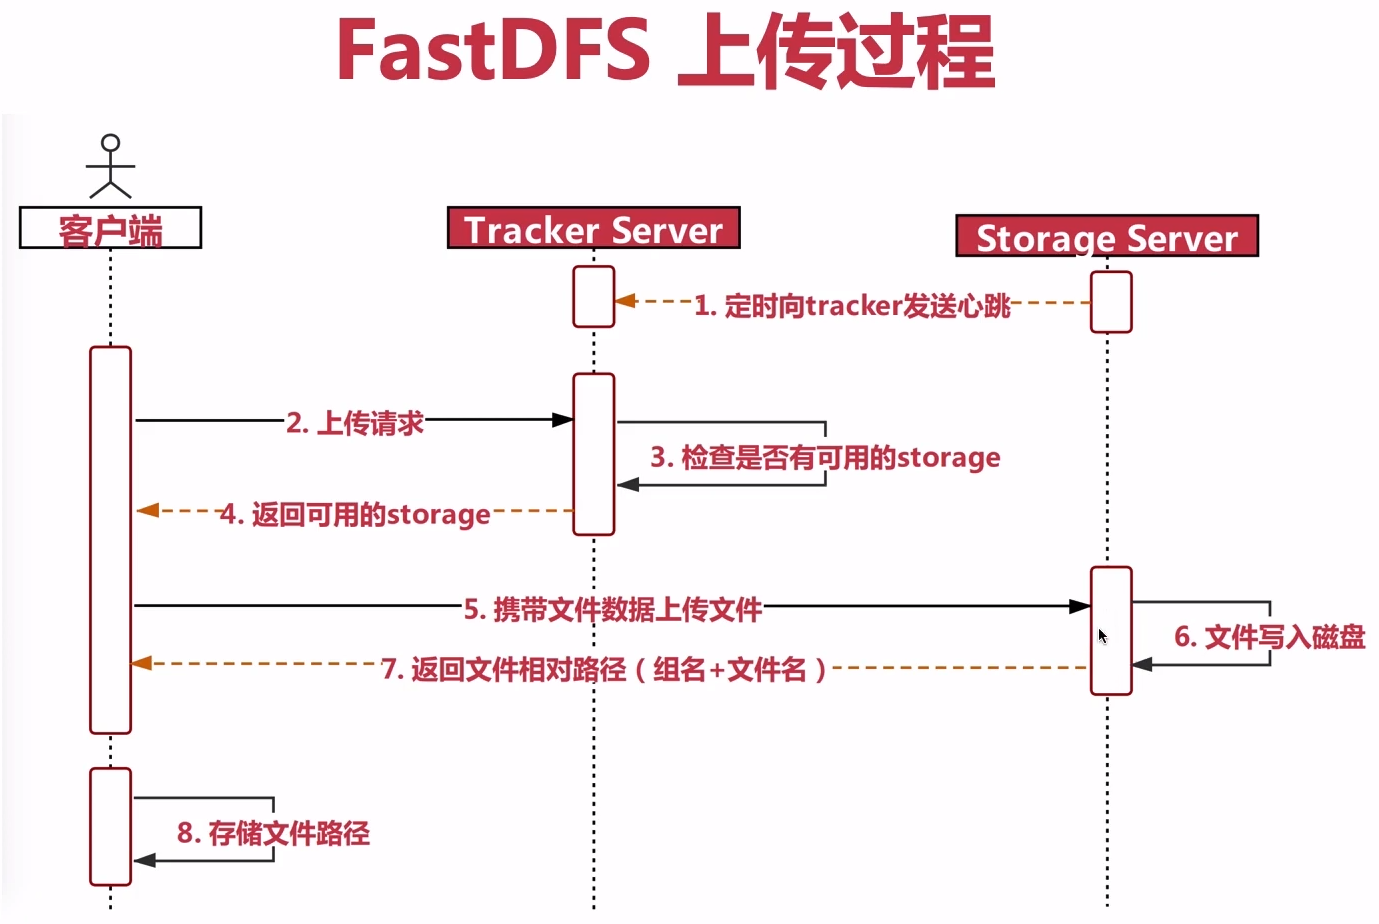 FastDFS 上传过程
客户端
Tracker Server
Storage Server
1. 定时向tracker发送心跳
2. 上传请求
3. 检查是否有可用的storage
4. 返回可用的storage
5. 携带文件数据上传文件
6. 文件写入磁盘
7. 返回文件相对路径（组名+文件名）
8. 存储文件路径